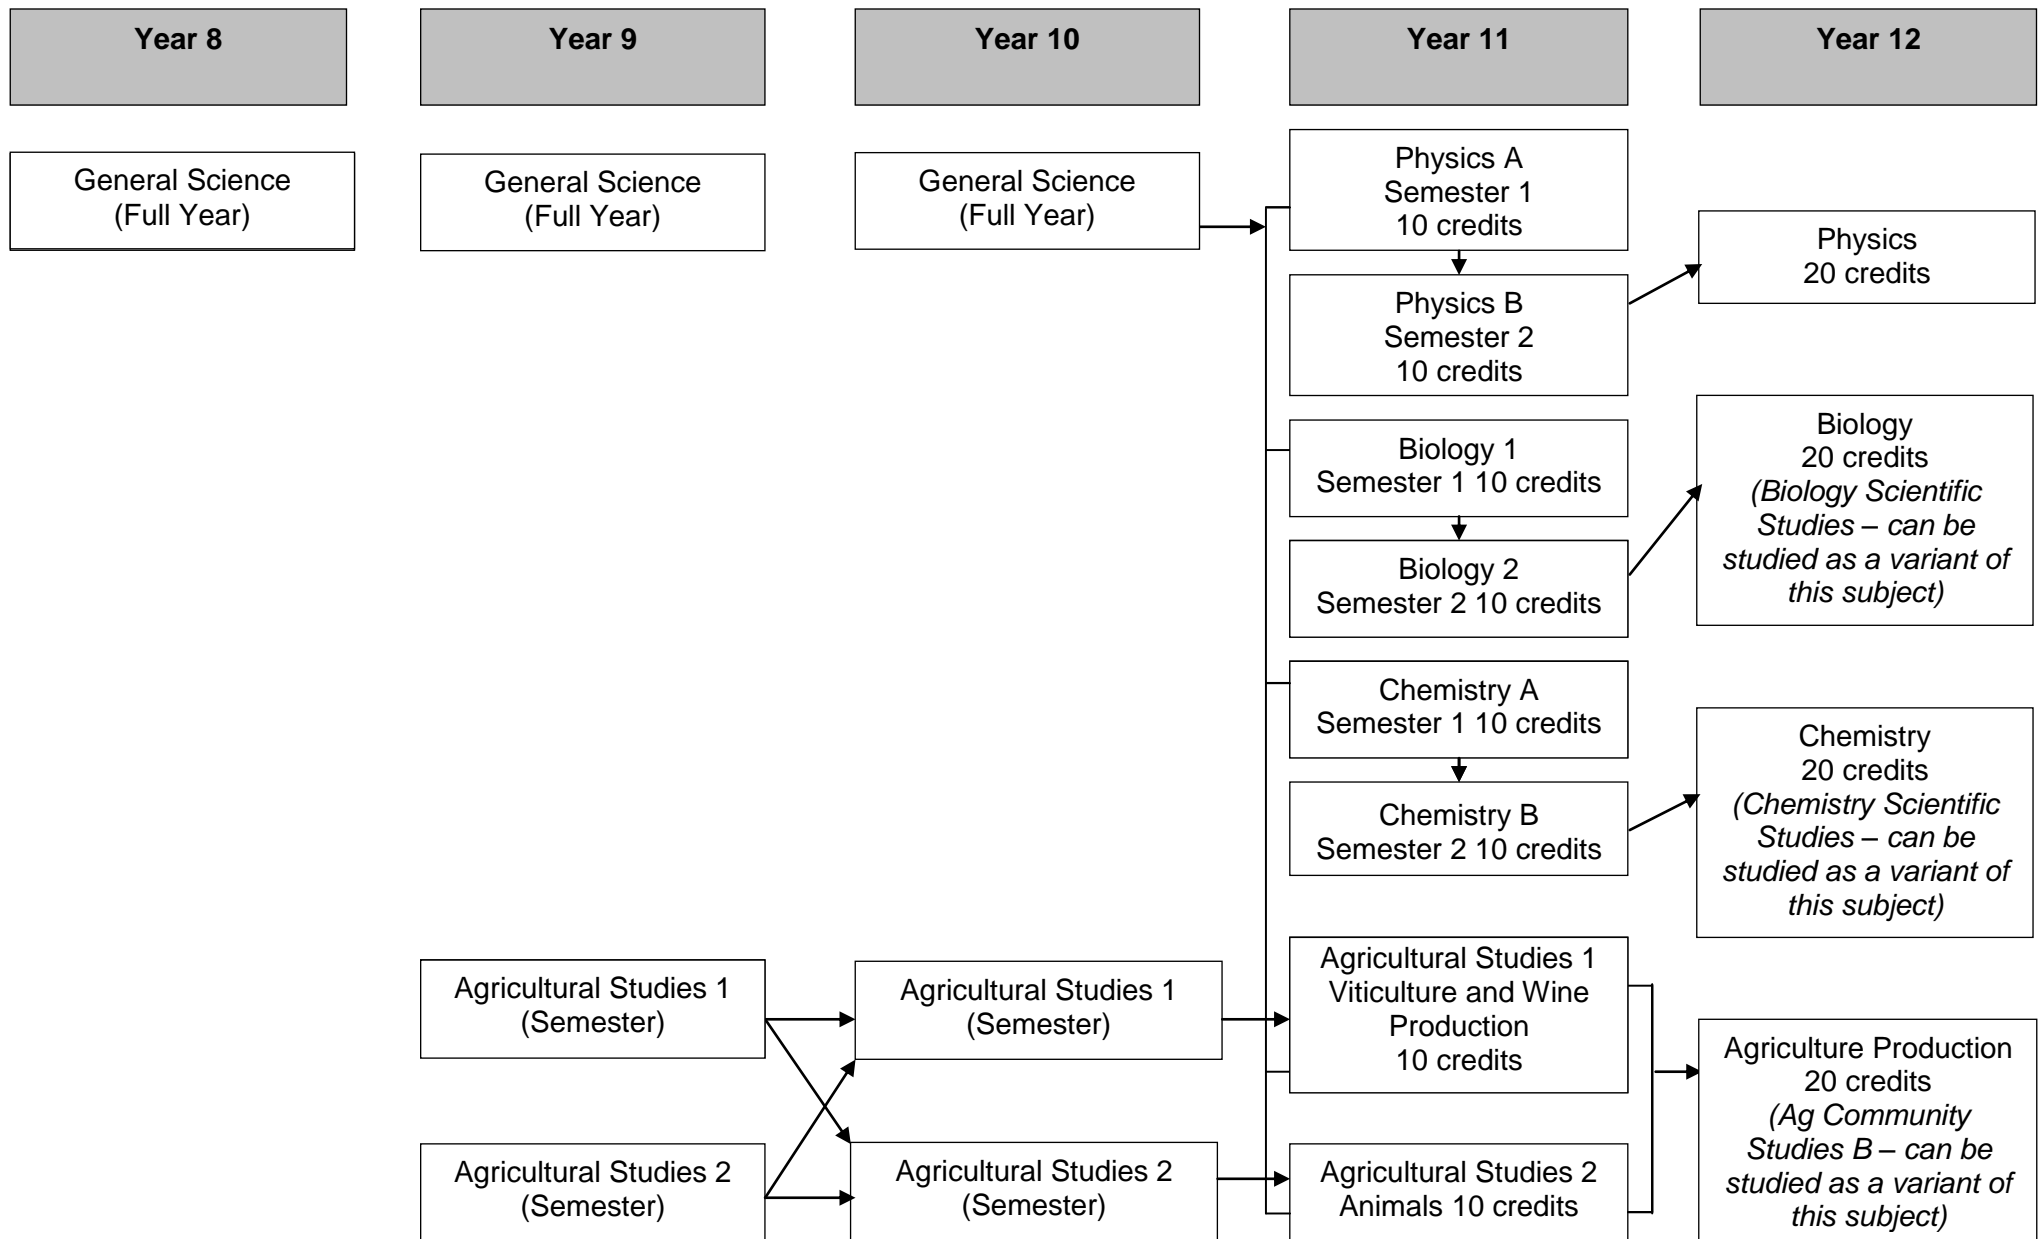 Year 8
Year 9
Year 10
Year 11
Year 12
General Science
(Full Year)
General Science
(Full Year)
General Science
(Full Year)
Physics A
Semester 1
10 credits
Physics B
Semester 2
10 credits
Physics
20 credits
Biology 1
Semester 1 10 credits
Biology 2
Semester 2 10 credits
Biology
20 credits
(Biology Scientific
Studies – can be
studied as a variant of
this subject)
Chemistry A
Semester 1 10 credits
Chemistry B
Semester 2 10 credits
Chemistry
20 credits
(Chemistry Scientific
Studies – can be
studied as a variant of
this subject)
Agricultural Studies 1
(Semester)
Agricultural Studies 1
(Semester)
Agricultural Studies 1
Viticulture and Wine
Production
10 credits
Agricultural Studies 2
(Semester)
Agricultural Studies 2
(Semester)
Agricultural Studies 2
Animals 10 credits
Agriculture Production
20 credits
(Ag Community
Studies B – can be
studied as a variant of
this subject)